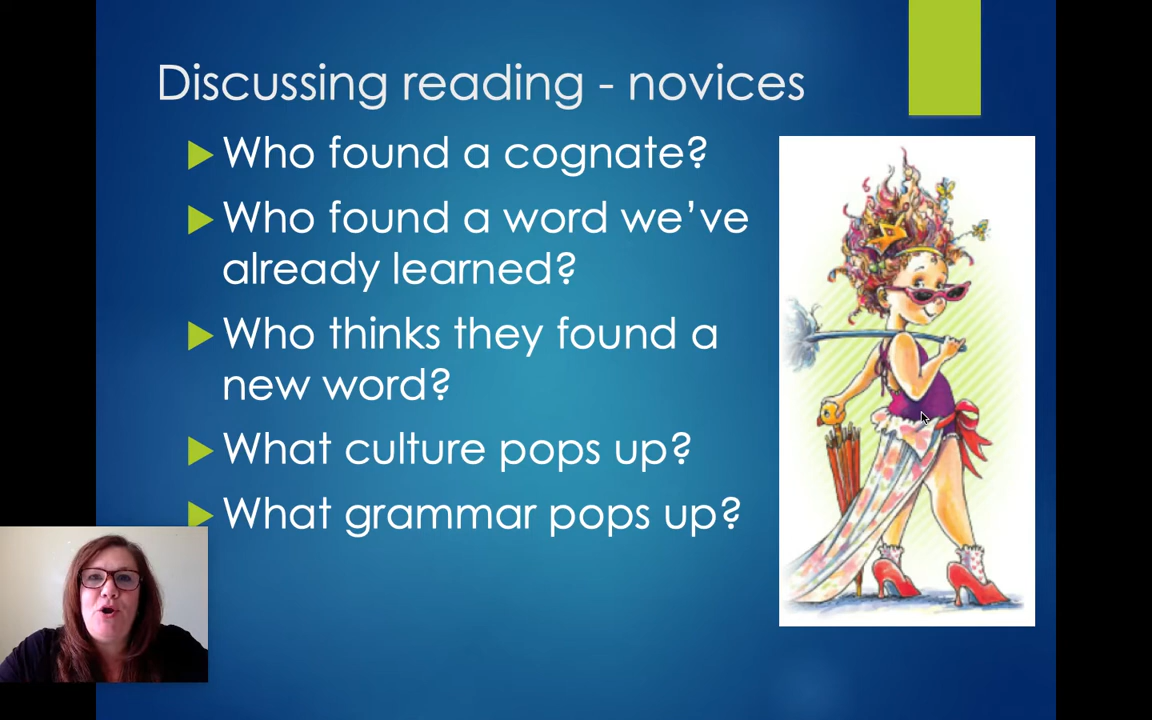 Discussing reading - novices
Who found a cognate?
Who found a word we’ve
already learned?
Who thinks they found a
new word?
What culture pops up?
What grammar pops up?